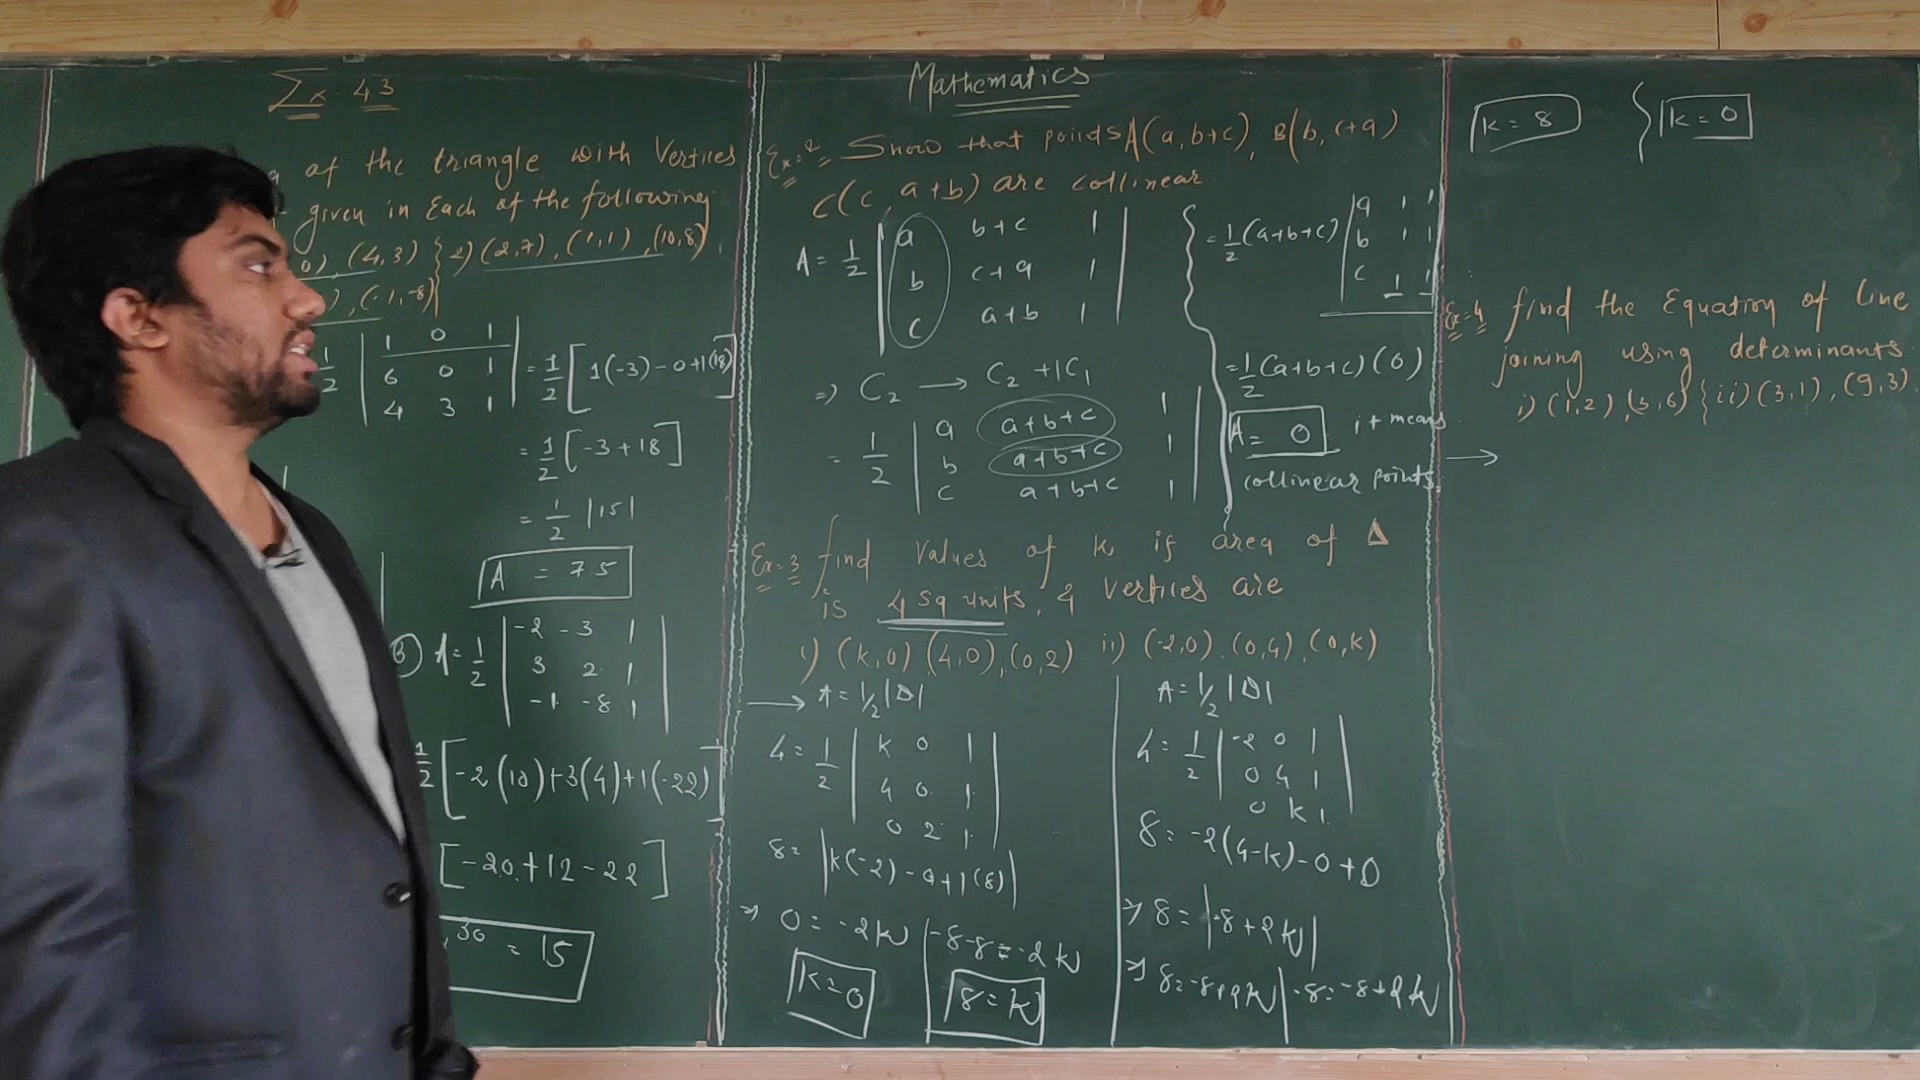 Ex. 4.3
of the triangle with Vertices
given in Each of the following
0), (4,3) } 2) (2,7), (1,1), (10,8),
), (-1,-8)
1/2 | 1 0 1 | = 1/2 [ 1(-3) - 0 + 1(18) ]
6 0 1
4 3 1
= 1/2 [ -3 + 18 ]
= 1/2 |15|
A = 7.5
3) A = 1/2 | -2 -3 1 |
3 2 1
-1 -8 1
1/2 [ -2(10) + 3(4) + 1(-22) ]
[ -20 + 12 - 22 ]
30 = 15
Mathematics
Ex:2 Show that points A(a, b+c), B(b, c+a)
C(c, a+b) are collinear
A = 1/2 | a b+c 1 |
b c+a 1
c a+b 1
⇒ C2 → C2 + 1C1
= 1/2 | a a+b+c 1 |
b a+b+c 1
c a+b+c 1
= 1/2 (a+b+c) | a 1 1 |
b 1 1
c 1 1
= 1/2 (a+b+c) (0)
A = 0 it means
collinear points.
Ex:3 find values of k if area of Δ
is 4 sq units. & vertices are
i) (k,0) (4,0), (0,2) ii) (-2,0), (0,4), (0,k)
→ A = 1/2 |Δ|
4 = 1/2 | k 0 1 |
4 0 1
0 2 1
8 = |k(-2) - 0 + 1(8)|
⇒ 0 = -2k | -8-8 = -2k
k = 0 8 = k
A = 1/2 |Δ|
4 = 1/2 | -2 0 1 |
0 4 1
0 k 1
8 = -2(4-k) - 0 + 0
⇒ 8 = |-8 + 2k|
⇒ 8 = -8 + 2k | -8 = -8 + 2k
k = 8 } k = 0
Ex:4 find the Equation of line
joining using determinants.
i) (1,2), (3,6) { ii) (3,1), (9,3).
→